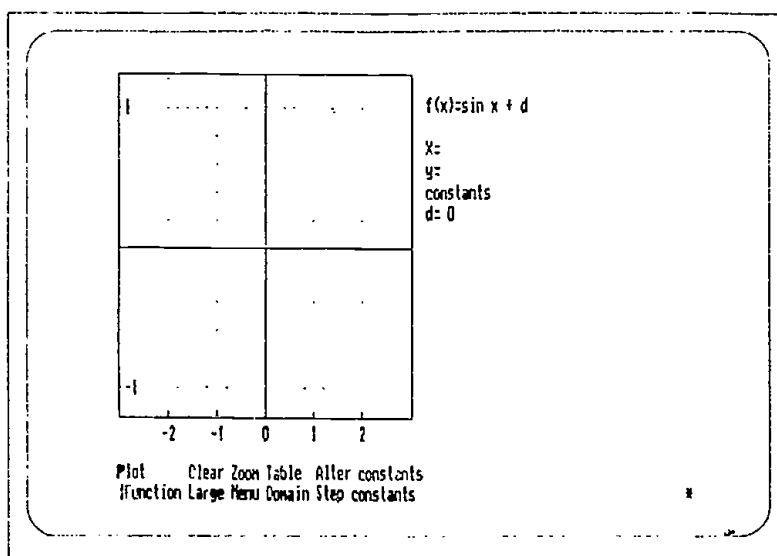 1
f(x)=sin x + d
X=
y=
constants
d= 0
-1
-2 -1 0 1 2
Plot Clear Zoom Table Alter constants
Function Large Menu Domain Step constants *